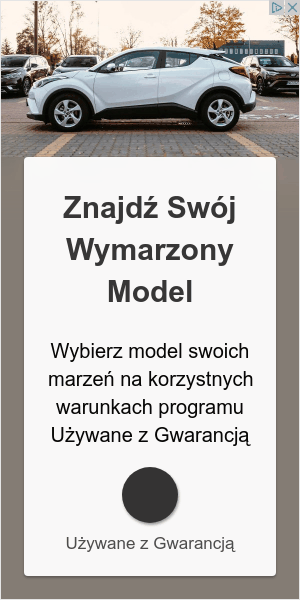 Znajdź Swój
Wymarzony
Model
Wybierz model swoich
marzeń na korzystnych
warunkach programu
Używane z Gwarancją
Używane z Gwarancją